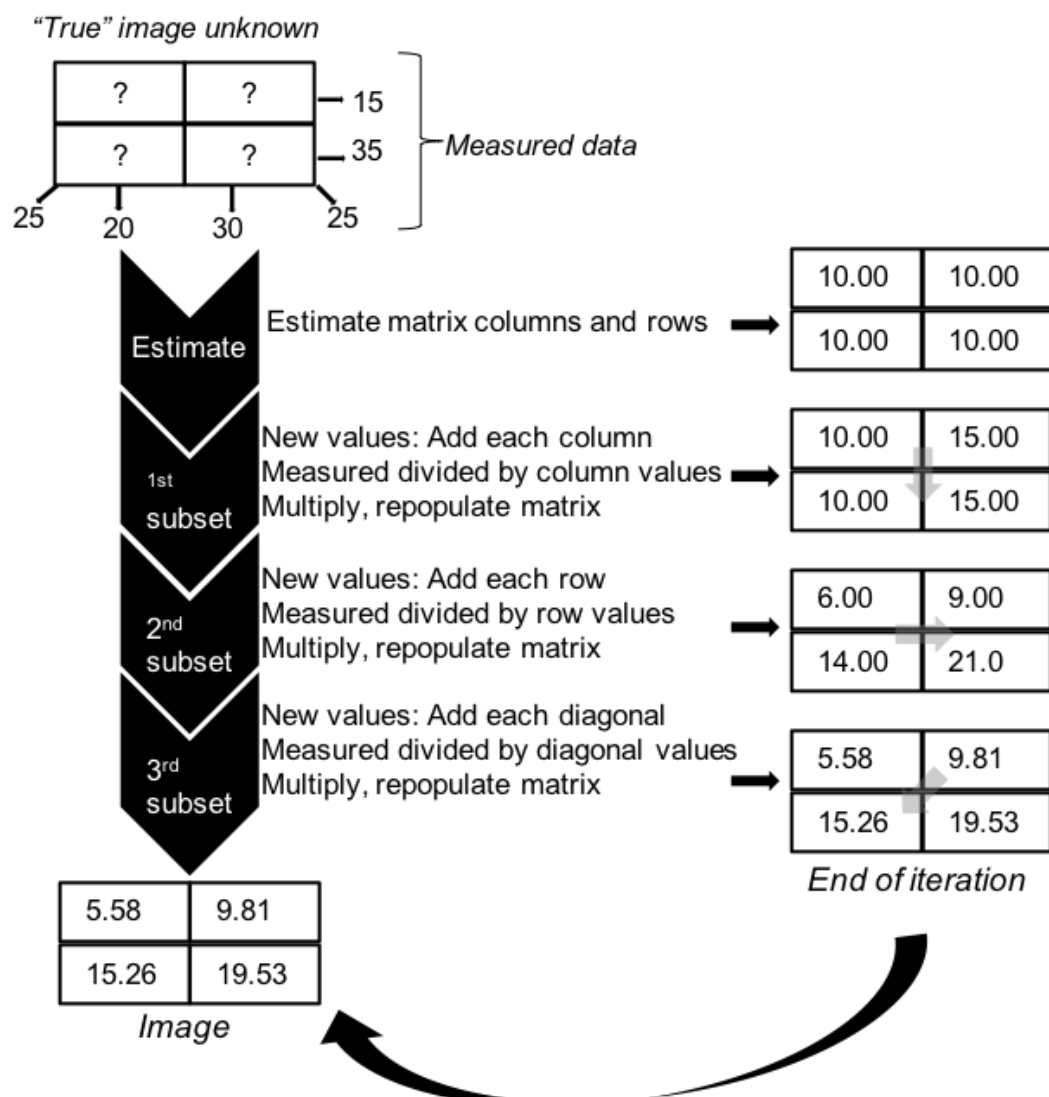 “True” image unknown
? ?
15
? ?
35
Measured data
25 20 30 25
Estimate
Estimate matrix columns and rows
10.00 10.00
10.00 10.00
1st
subset
New values: Add each column
Measured divided by column values
Multiply, repopulate matrix
10.00 15.00
10.00 15.00
2nd
subset
New values: Add each row
Measured divided by row values
Multiply, repopulate matrix
6.00 9.00
14.00 21.0
3rd
subset
New values: Add each diagonal
Measured divided by diagonal values
Multiply, repopulate matrix
5.58 9.81
15.26 19.53
End of iteration
5.58 9.81
15.26 19.53
Image